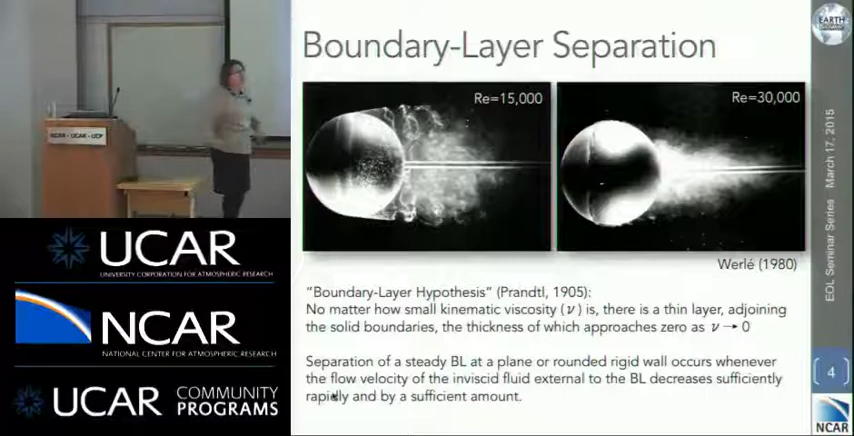 Boundary-Layer Separation
Re=15,000
Re=30,000
Werlé (1980)
"Boundary-Layer Hypothesis" (Prandtl, 1905):
No matter how small kinematic viscosity (ν) is, there is a thin layer, adjoining
the solid boundaries, the thickness of which approaches zero as ν → 0
Separation of a steady BL at a plane or rounded rigid wall occurs whenever
the flow velocity of the inviscid fluid external to the BL decreases sufficiently
rapidly and by a sufficient amount.
EOL Seminar Series March 17, 2015
4
NCAR
NCAR - UCAR - UCP
UCAR
UNIVERSITY CORPORATION FOR ATMOSPHERIC RESEARCH
NCAR
NATIONAL CENTER FOR ATMOSPHERIC RESEARCH
UCAR
COMMUNITY
PROGRAMS
EARTH